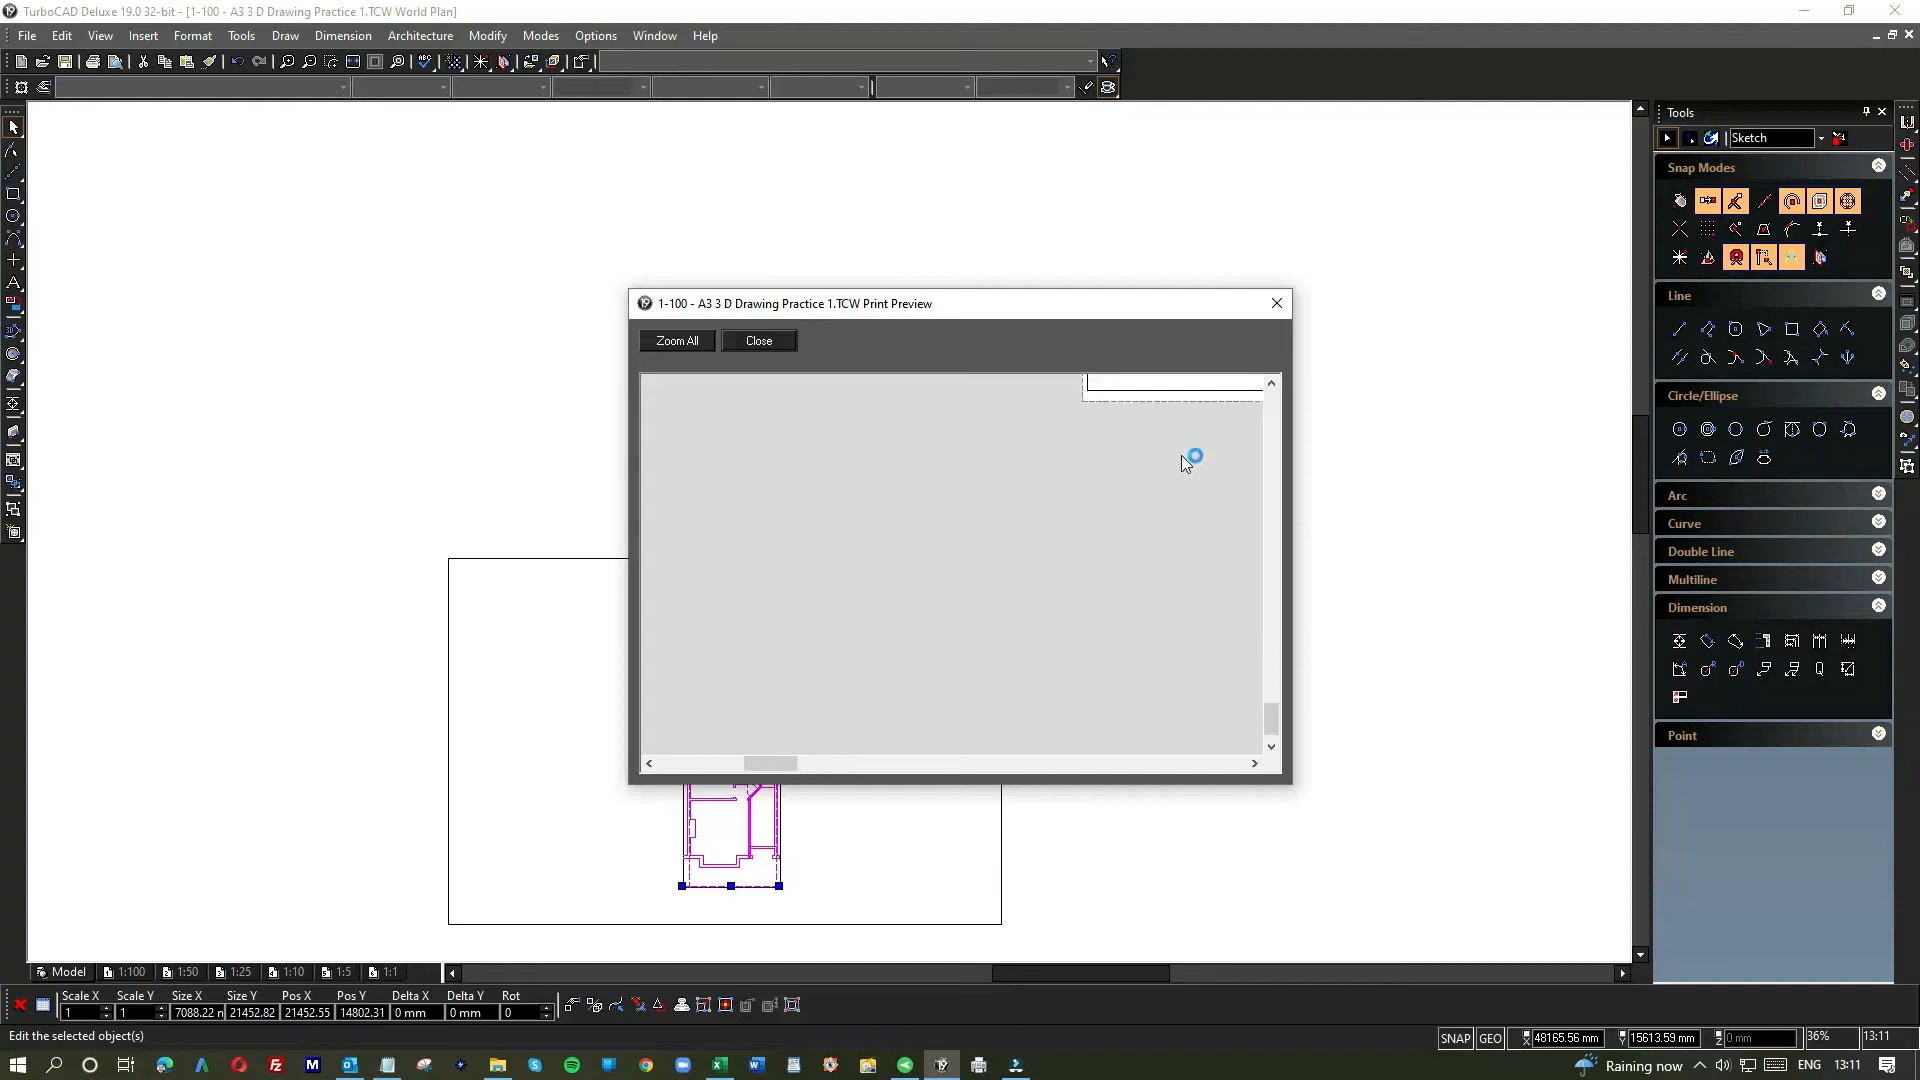 TurboCAD Deluxe 19.0 32-bit - [1-100 - A3 3 D Drawing Practice 1.TCW World Plan]
File Edit View Insert Format Tools Draw Dimension Architecture Modify Modes Options Window Help
Tools
Sketch
Snap Modes
Line
Circle/Ellipse
Arc
Curve
Double Line
Multiline
Dimension
Point
1-100 - A3 3 D Drawing Practice 1.TCW Print Preview
Zoom All Close
Model 1:100 1:50 1:25 1:10 1:5 1:1
Scale X Scale Y Size X Size Y Pos X Pos Y Delta X Delta Y Rot
1 1 7088.22 n 21452.82 21452.55 14802.31 0 mm 0 mm 0
Edit the selected object(s)
SNAP GEO X 48165.56 mm Y 15613.59 mm Z 0 mm 36% 13:11
Raining now ENG 13:11